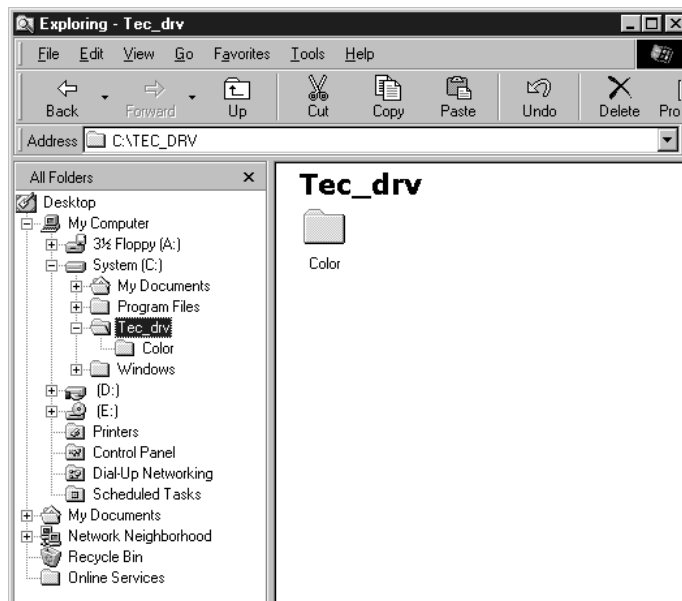 Exploring - Tec_drv
File Edit View Go Favorites Tools Help
Back Forward Up Cut Copy Paste Undo Delete Pro
Address C:\TEC_DRV
All Folders
Desktop
My Computer
3½ Floppy (A:)
System (C:)
My Documents
Program Files
Tec_drv
Color
Windows
(D:)
(E:)
Printers
Control Panel
Dial-Up Networking
Scheduled Tasks
My Documents
Network Neighborhood
Recycle Bin
Online Services
Tec_drv
Color